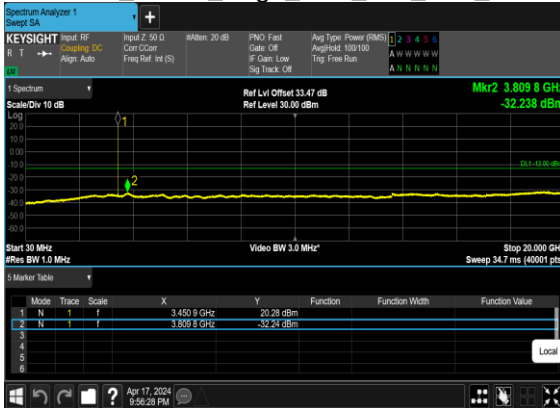 Spectrum Analyzer 1
Swept SA
+
KEYSIGHT Input: RF Input Z: 50 Ω #Atten: 20 dB PNO: Fast Avg Type: Power (RMS) 1 2 3 4 5 6
R T Coupling: DC Corr CCorr Gate: Off Avg|Hold: 100/100 A W W W W W
Align: Auto Freq Ref: Int (S) IF Gain: Low Trig: Free Run
Sig Track: Off A N N N N N
1 Spectrum Ref Lvl Offset 33.47 dB Mkr2 3.809 8 GHz
Scale/Div 10 dB Ref Level 30.00 dBm -32.238 dBm
Log
20.0 1
10.0
0.00
-10.0 DL1 -13.00 dBm
-20.0
-30.0 2
-40.0
-50.0
-60.0
Start 30 MHz Video BW 3.0 MHz* Stop 20.000 GH
#Res BW 1.0 MHz Sweep 34.7 ms (40001 pts
5 Marker Table
Mode Trace Scale X Y Function Function Width Function Value
1 N 1 f 3.450 9 GHz 20.28 dBm
2 N 1 f 3.809 8 GHz -32.24 dBm
3
4
5
6
Local
? Apr 17, 2024
9:56:28 PM